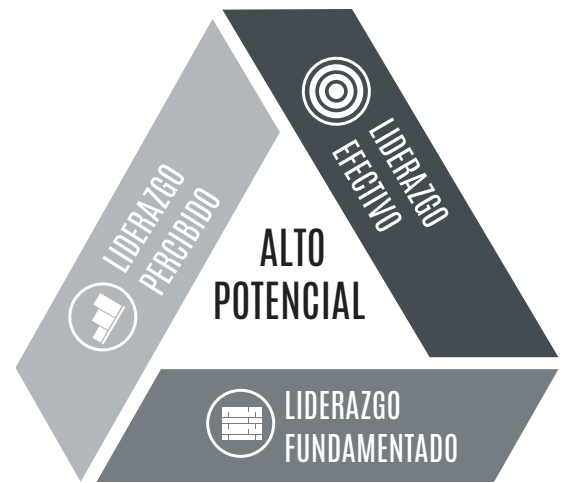 LIDERAZGO
PERCIBIDO
LIDERAZGO
EFECTIVO
ALTO
POTENCIAL
LIDERAZGO
FUNDAMENTADO